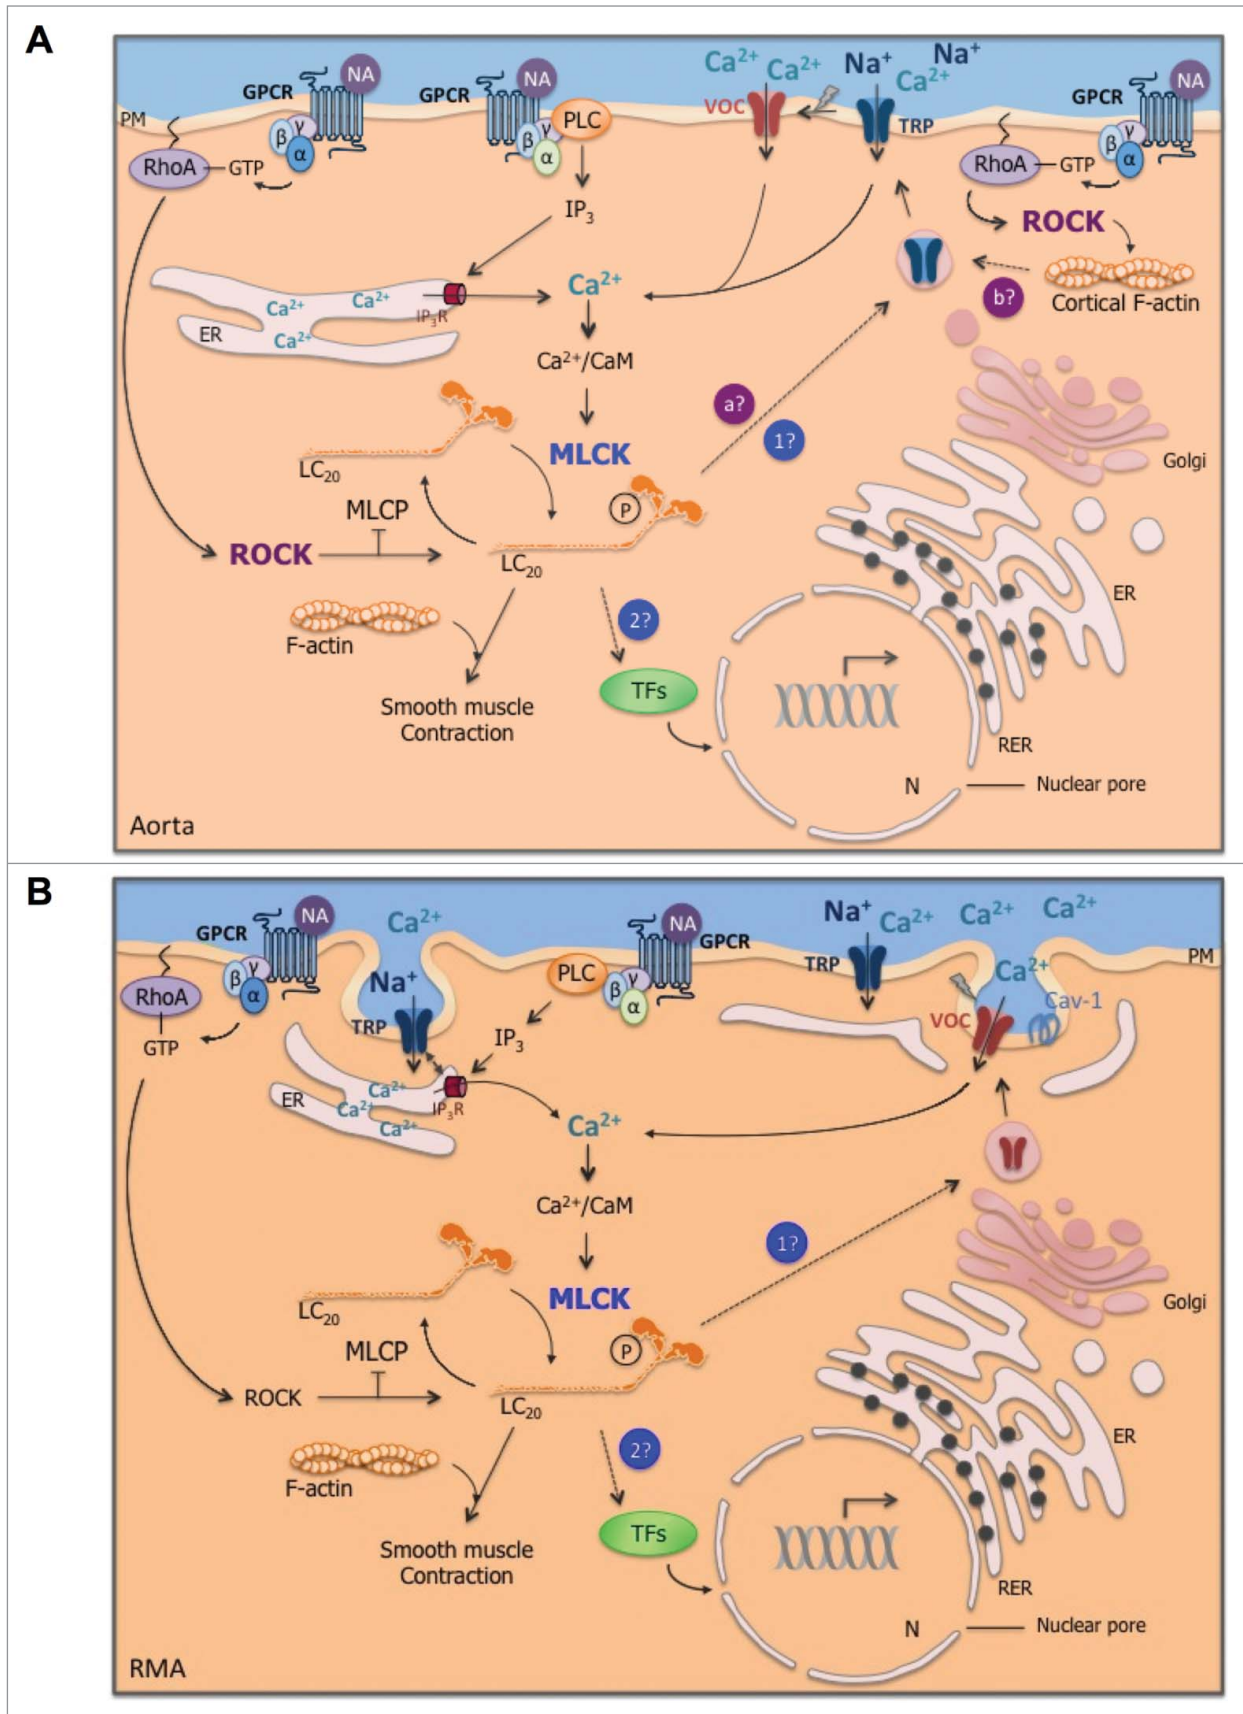 A
Ca²⁺ Ca²⁺ Na⁺ Na⁺
Ca²⁺
NA NA NA
GPCR GPCR GPCR
PM
VOC TRP
PLC
β γ α
β γ α
β γ α
RhoA GTP
RhoA GTP
IP₃
ROCK
Ca²⁺ Ca²⁺ Ca²⁺
IP₃R
ER
Ca²⁺
b?
Cortical F-actin
Ca²⁺/CaM
a?
1?
MLCK
LC₂₀
Golgi
MLCP
P
ROCK
LC₂₀
ER
F-actin
2?
TFs
Smooth muscle
Contraction
RER
N Nuclear pore
Aorta
B
NA NA
Ca²⁺ Na⁺ Ca²⁺ Ca²⁺ Ca²⁺
GPCR GPCR
PM
TRP
PLC
β γ α
β γ α
Na⁺
Ca²⁺
RhoA
Cav-1
TRP
VOC
GTP
IP₃
ER
Ca²⁺ Ca²⁺ Ca²⁺
IP₃R
Ca²⁺
Ca²⁺/CaM
1?
MLCK
LC₂₀
Golgi
MLCP
P
ROCK
LC₂₀
ER
F-actin
2?
TFs
Smooth muscle
Contraction
RER
N Nuclear pore
RMA